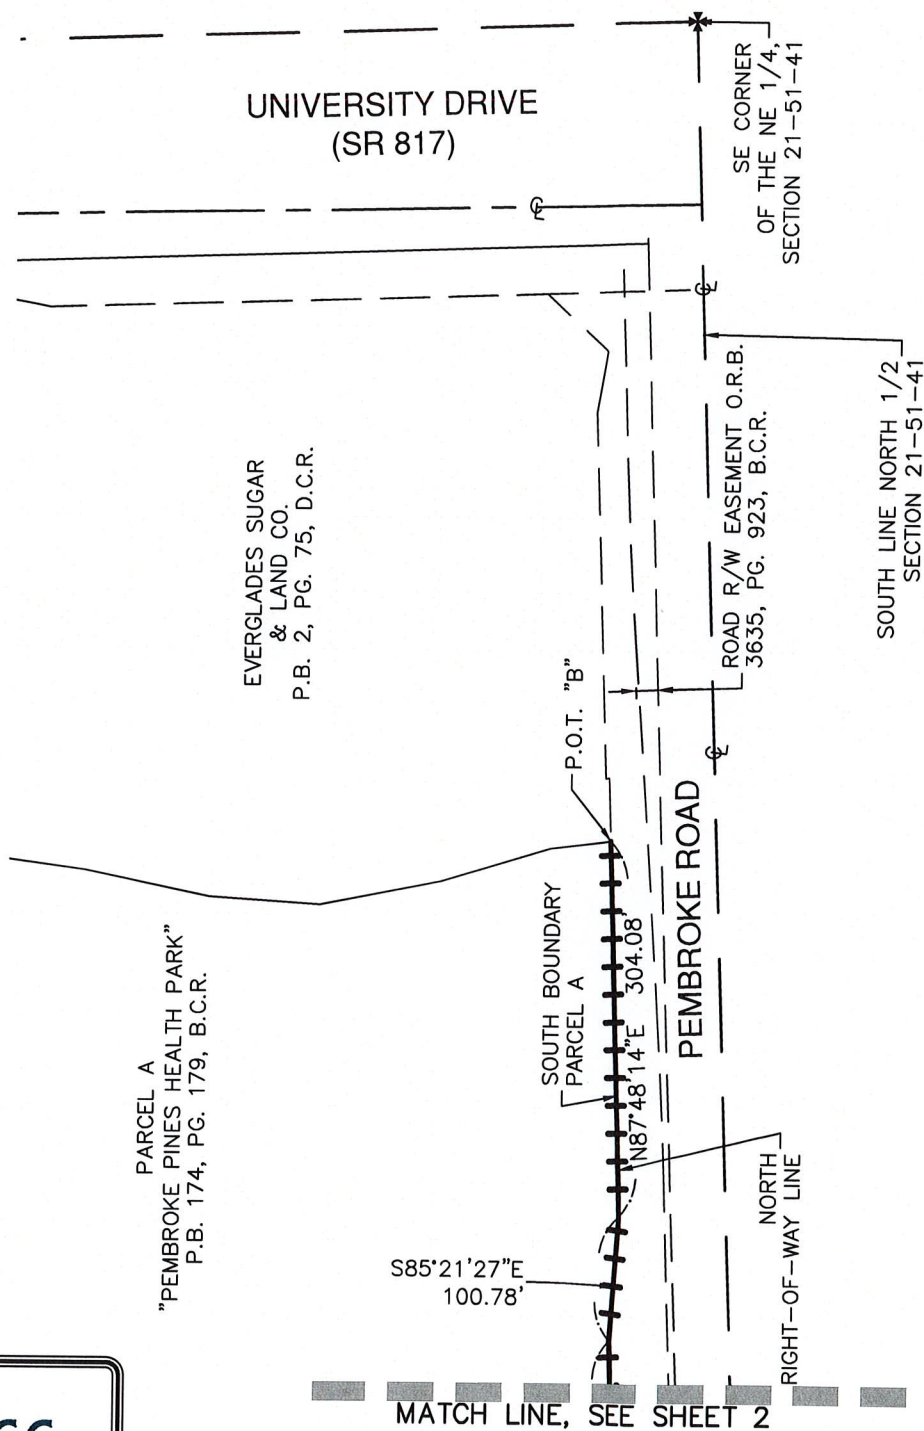 UNIVERSITY DRIVE
(SR 817)
℄
SE CORNER
OF THE NE 1/4,
SECTION 21-51-41
℄
SOUTH LINE NORTH 1/2
SECTION 21-51-41
ROAD R/W EASEMENT O.R.B.
3635, PG. 923, B.C.R.
EVERGLADES SUGAR
& LAND CO.
P.B. 2, PG. 75, D.C.R.
P.O.T. "B"
℄
PEMBROKE ROAD
SOUTH BOUNDARY
PARCEL A
N87°48'14"E 304.08'
PARCEL A
"PEMBROKE PINES HEALTH PARK"
P.B. 174, PG. 179, B.C.R.
S85°21'27"E
100.78'
NORTH
RIGHT-OF-WAY LINE
MATCH LINE, SEE SHEET 2